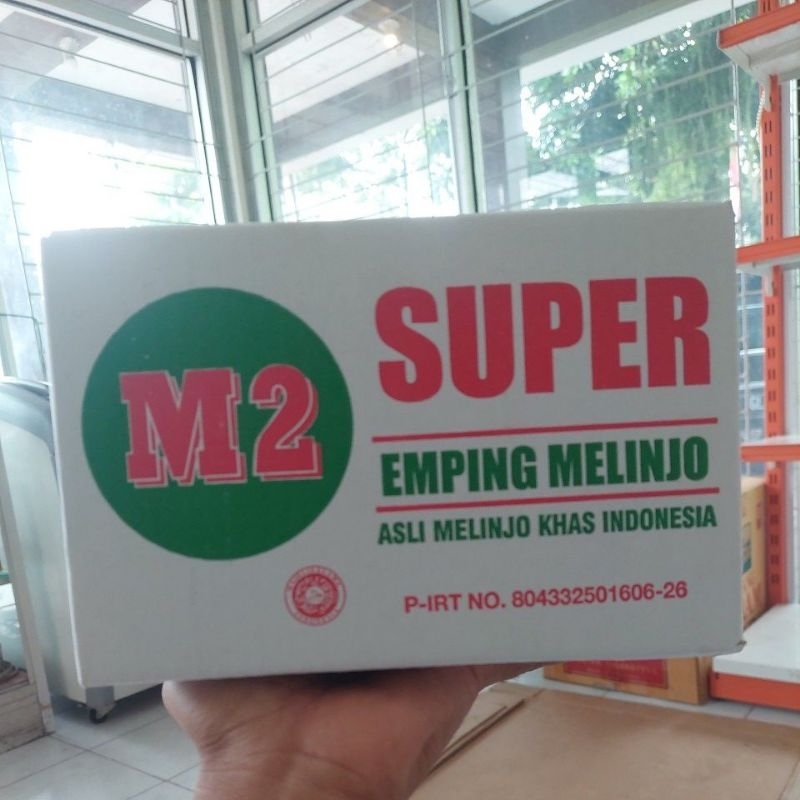 M2
SUPER
EMPING MELINJO
ASLI MELINJO KHAS INDONESIA
P-IRT NO. 804332501606-26